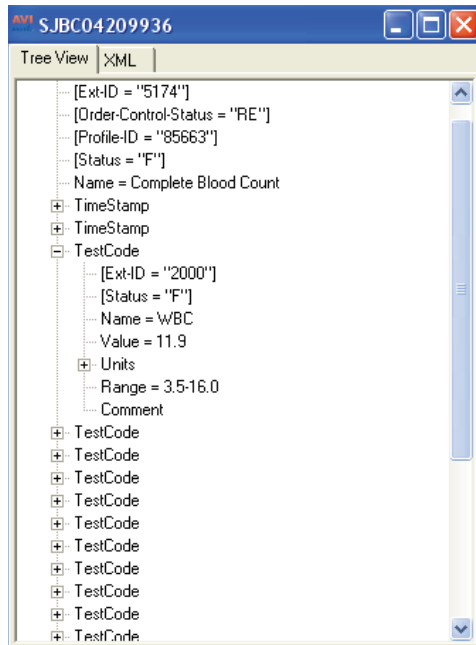 AVI SJBC04209936
Tree View XML
[Ext-ID = "5174"]
[Order-Control-Status = "RE"]
[Profile-ID = "85663"]
[Status = "F"]
Name = Complete Blood Count
TimeStamp
TimeStamp
TestCode
[Ext-ID = "2000"]
[Status = "F"]
Name = WBC
Value = 11.9
Units
Range = 3.5-16.0
Comment
TestCode
TestCode
TestCode
TestCode
TestCode
TestCode
TestCode
TestCode
TestCode
TestCode